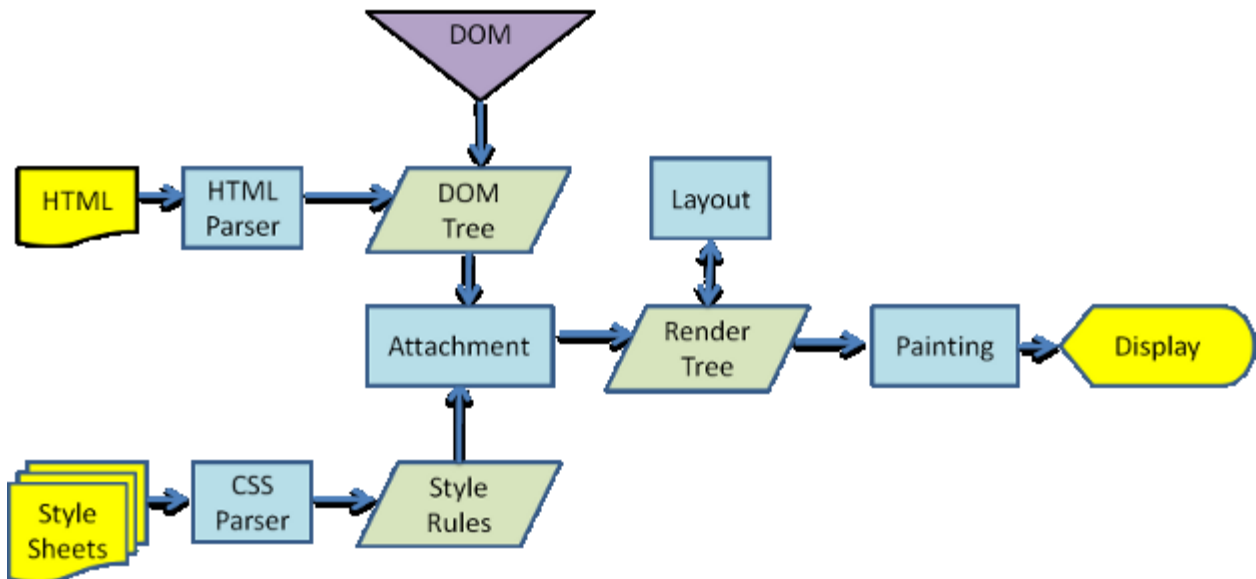 DOM
HTML
HTML
Parser
DOM
Tree
Layout
Attachment
Render
Tree
Painting
Display
Style
Sheets
CSS
Parser
Style
Rules